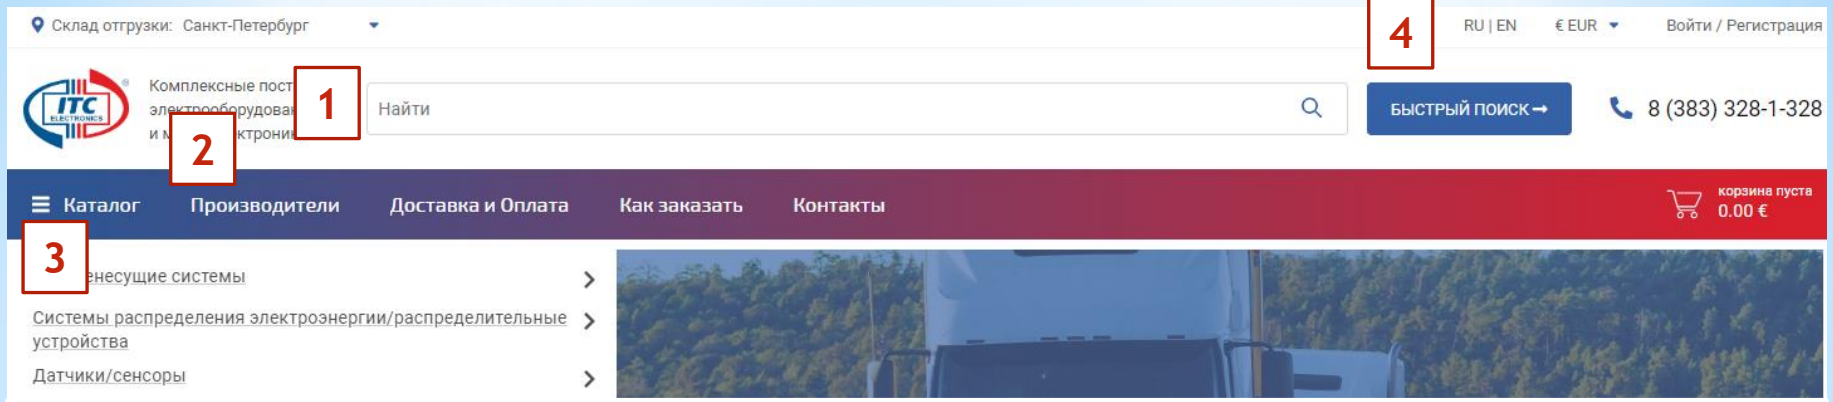 Склад отгрузки: Санкт-Петербург
4
RU | EN
€ EUR
Войти / Регистрация
ITC
ELECTRONICS
®
Комплексные
электрооборудован
и
1
Найти
БЫСТРЫЙ ПОИСК
8 (383) 328-1-328
2
Каталог
Производители
Доставка и Оплата
Как заказать
Контакты
корзина пуста
0.00 €
3
енесущие системы
Системы распределения электроэнергии/распределительные
устройства
Датчики/сенсоры